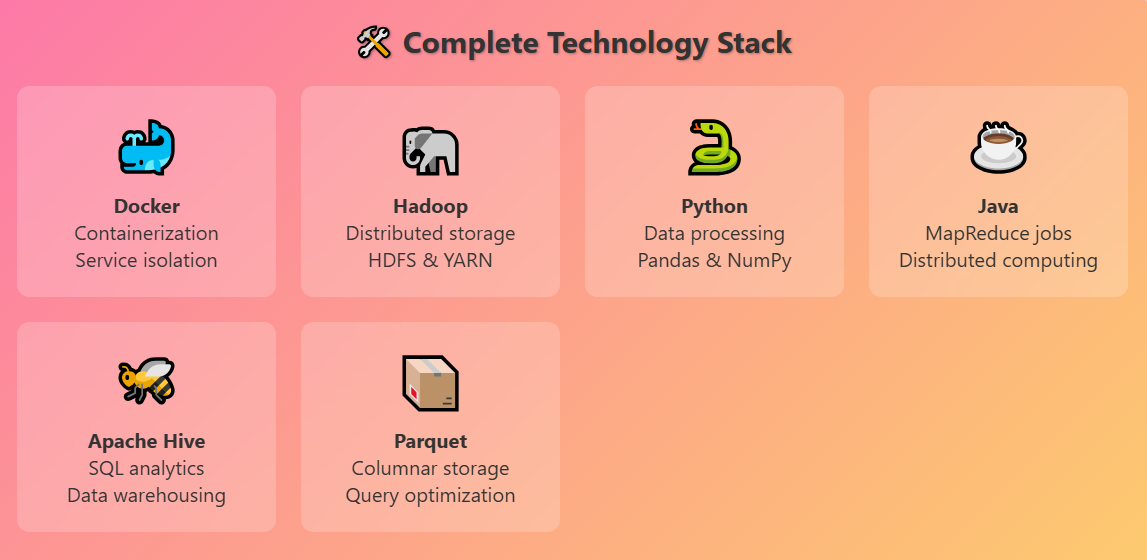 Complete Technology Stack
Docker
Containerization
Service isolation
Hadoop
Distributed storage
HDFS & YARN
Python
Data processing
Pandas & NumPy
Java
MapReduce jobs
Distributed computing
Apache Hive
SQL analytics
Data warehousing
Parquet
Columnar storage
Query optimization